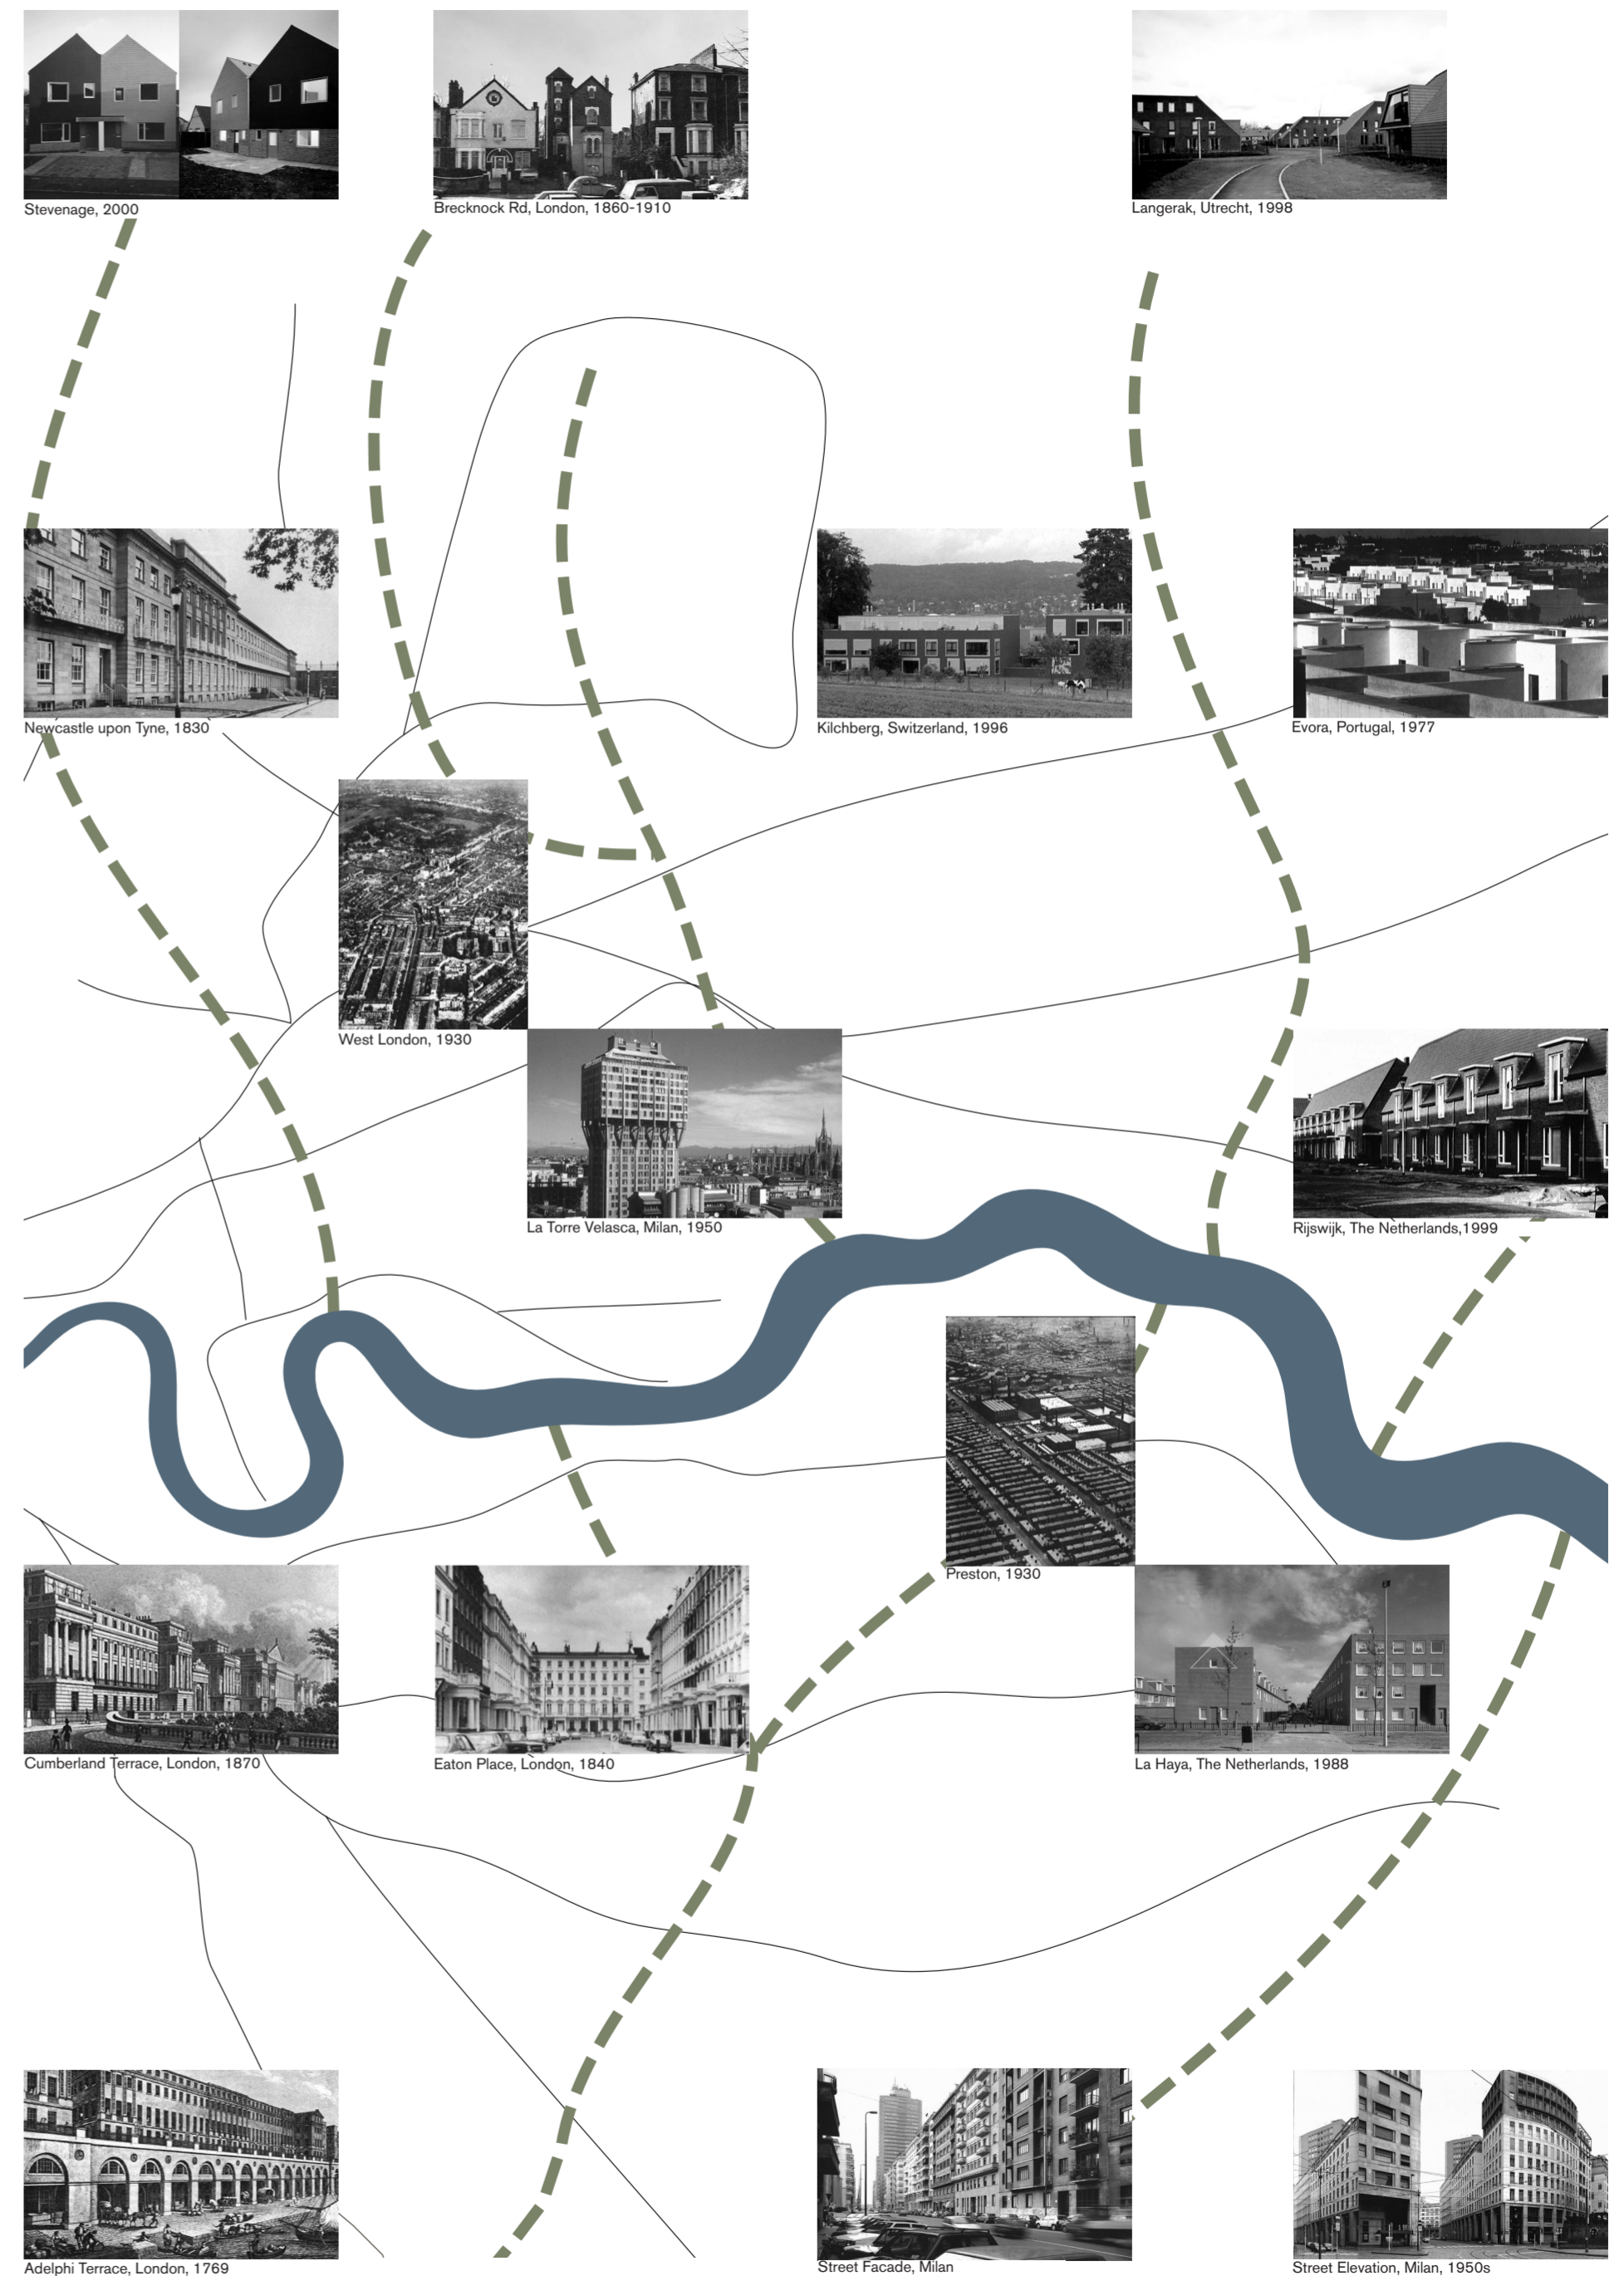 Stevenage, 2000
Brecknock Rd, London, 1860-1910
Langerak, Utrecht, 1998
Newcastle upon Tyne, 1830
Kilchberg, Switzerland, 1996
Evora, Portugal, 1977
West London, 1930
La Torre Velasca, Milan, 1950
Rijswijk, The Netherlands,1999
Preston, 1930
Cumberland Terrace, London, 1870
Eaton Place, London, 1840
La Haya, The Netherlands, 1988
Adelphi Terrace, London, 1769
Street Facade, Milan
Street Elevation, Milan, 1950s